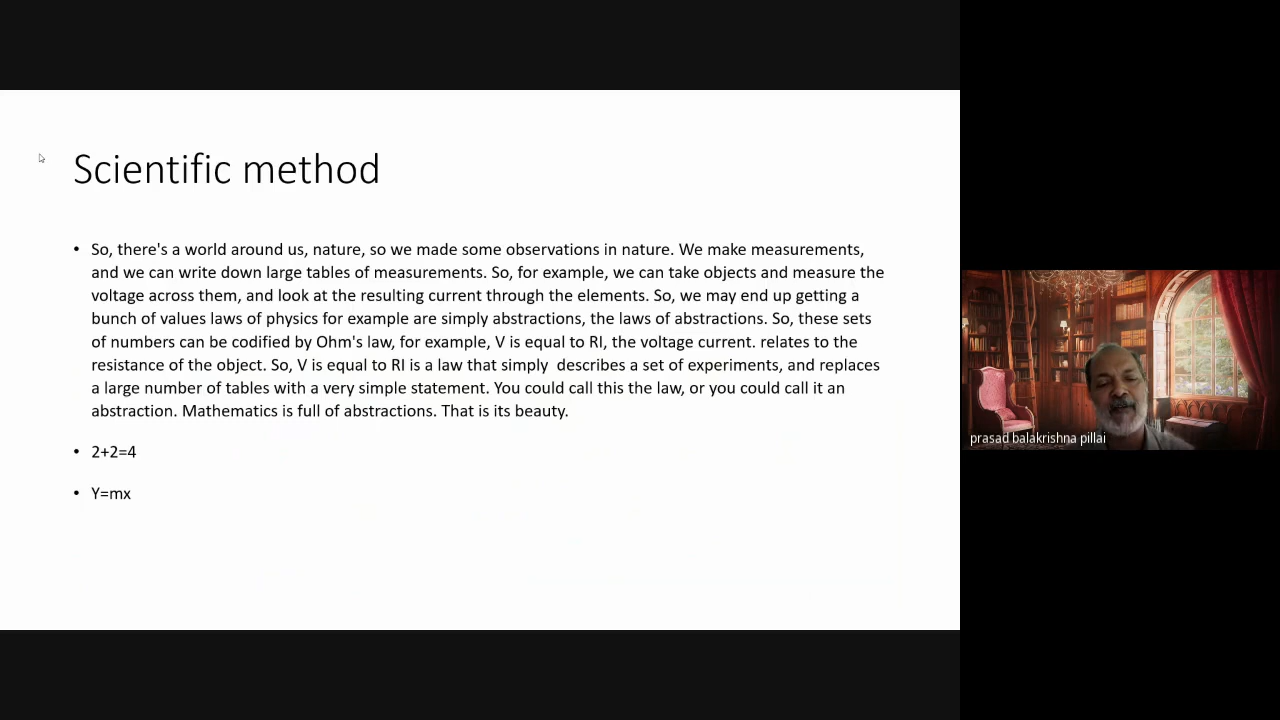 Scientific method
• So, there's a world around us, nature, so we made some observations in nature. We make measurements,
and we can write down large tables of measurements. So, for example, we can take objects and measure the
voltage across them, and look at the resulting current through the elements. So, we may end up getting a
bunch of values laws of physics for example are simply abstractions, the laws of abstractions. So, these sets
of numbers can be codified by Ohm's law, for example, V is equal to RI, the voltage current. relates to the
resistance of the object. So, V is equal to RI is a law that simply  describes a set of experiments, and replaces
a large number of tables with a very simple statement. You could call this the law, or you could call it an
abstraction. Mathematics is full of abstractions. That is its beauty.
• 2+2=4
• Y=mx
prasad balakrishna pillai